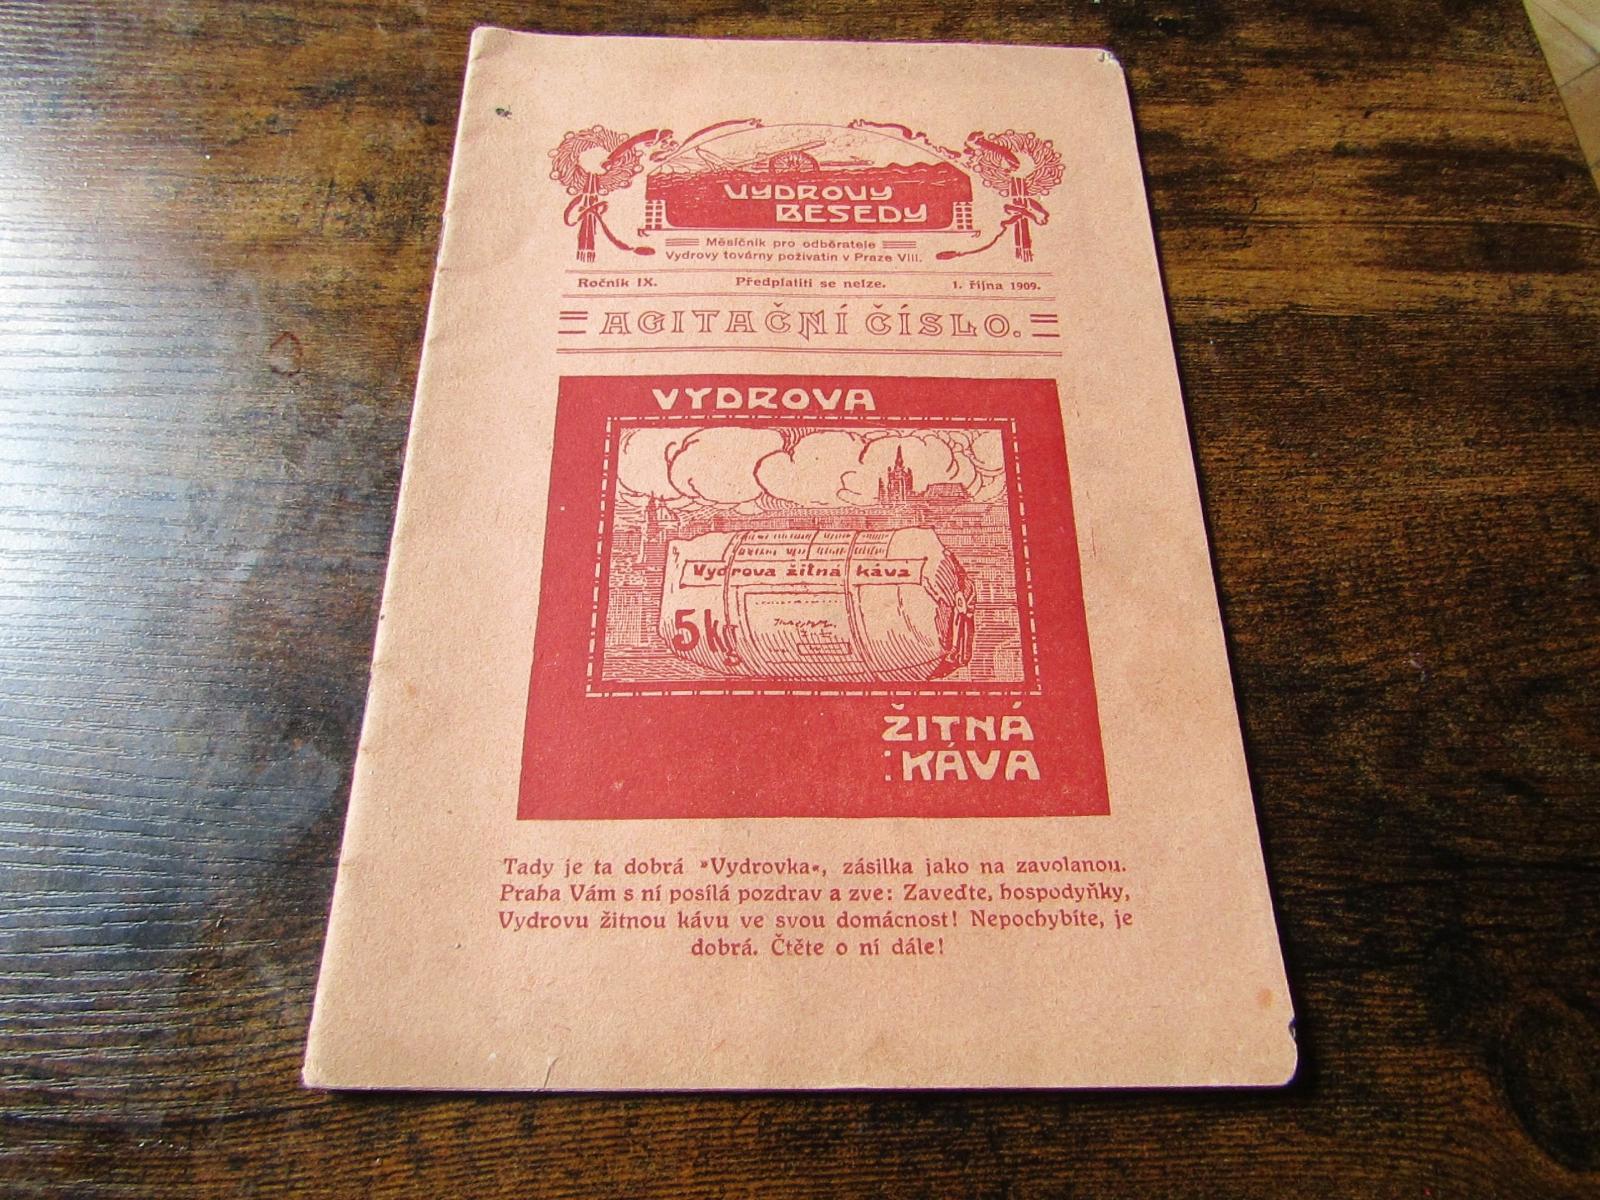 VYDROVY
BESEDY
Měsíčník pro odběratele
Vydrovy továrny poživatin v Praze VIII.
Ročník IX. Předplatiti se nelze. 1. října 1909.
AGITAČNÍ ČÍSLO.
VYDROVA
Vydrova žitná káva
5 kg
ŽITNÁ
: KÁVA
Tady je ta dobrá »Vydrovka«, zásilka jako na zavolanou.
Praha Vám s ní posílá pozdrav a zve: Zaveďte, hospodyňky,
Vydrovu žitnou kávu ve svou domácnost! Nepochybíte, je
dobrá. Čtěte o ní dále!